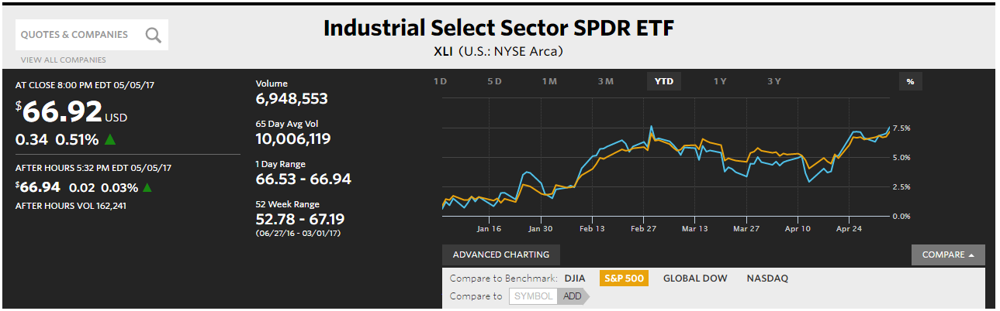 Industrial Select Sector SPDR ETF
XLI (U.S.: NYSE Arca)
QUOTES & COMPANIES
VIEW ALL COMPANIES
AT CLOSE 8:00 PM EDT 05/05/17
$66.92 USD
0.34 0.51%
AFTER HOURS 5:32 PM EDT 05/05/17
$66.94 0.02 0.03%
AFTER HOURS VOL 162,241
Volume
6,948,553
65 Day Avg Vol
10,006,119
1 Day Range
66.53 - 66.94
52 Week Range
52.78 - 67.19
(06/27/16 - 03/01/17)
1D 5D 1M 3M YTD 1Y 3Y %
7.5%
5.0%
2.5%
0.0%
Jan 16 Jan 30 Feb 13 Feb 27 Mar 13 Mar 27 Apr 10 Apr 24
ADVANCED CHARTING COMPARE
Compare to Benchmark: DJIA S&P 500 GLOBAL DOW NASDAQ
Compare to SYMBOL ADD